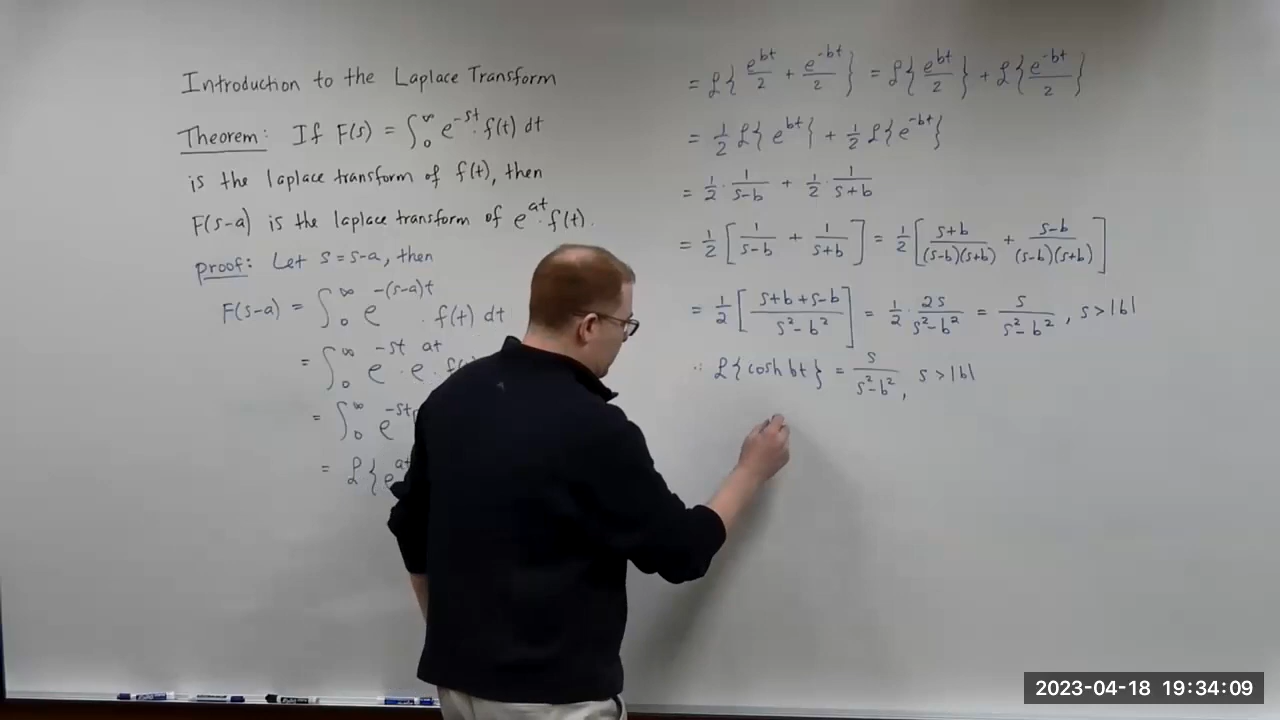 Introduction to the Laplace Transform
Theorem: If F(s) = ∫₀^∞ e^{-st} · f(t) dt
is the laplace transform of f(t), then
F(s-a) is the laplace transform of e^{at} · f(t).
proof: Let s = s-a, then
F(s-a) = ∫₀^∞ e^{-(s-a)t} · f(t) dt
= ∫₀^∞ e^{-st} · e^{at} · f(
= ∫₀^∞ e^{-st}
= ℒ{e^{at}
= ℒ{e^{bt}/2 + e^{-bt}/2} = ℒ{e^{bt}/2} + ℒ{e^{-bt}/2}
= 1/2 ℒ{e^{bt}} + 1/2 ℒ{e^{-bt}}
= 1/2 · 1/(s-b) + 1/2 · 1/(s+b)
= 1/2 [1/(s-b) + 1/(s+b)] = 1/2 [(s+b)/((s-b)(s+b)) + (s-b)/((s-b)(s+b))]
= 1/2 [(s+b+s-b)/(s²-b²)] = 1/2 · 2s/(s²-b²) = s/(s²-b²), s>|b|
∴ ℒ{cosh bt} = s/(s²-b²), s>|b|
2023-04-18 19:34:09